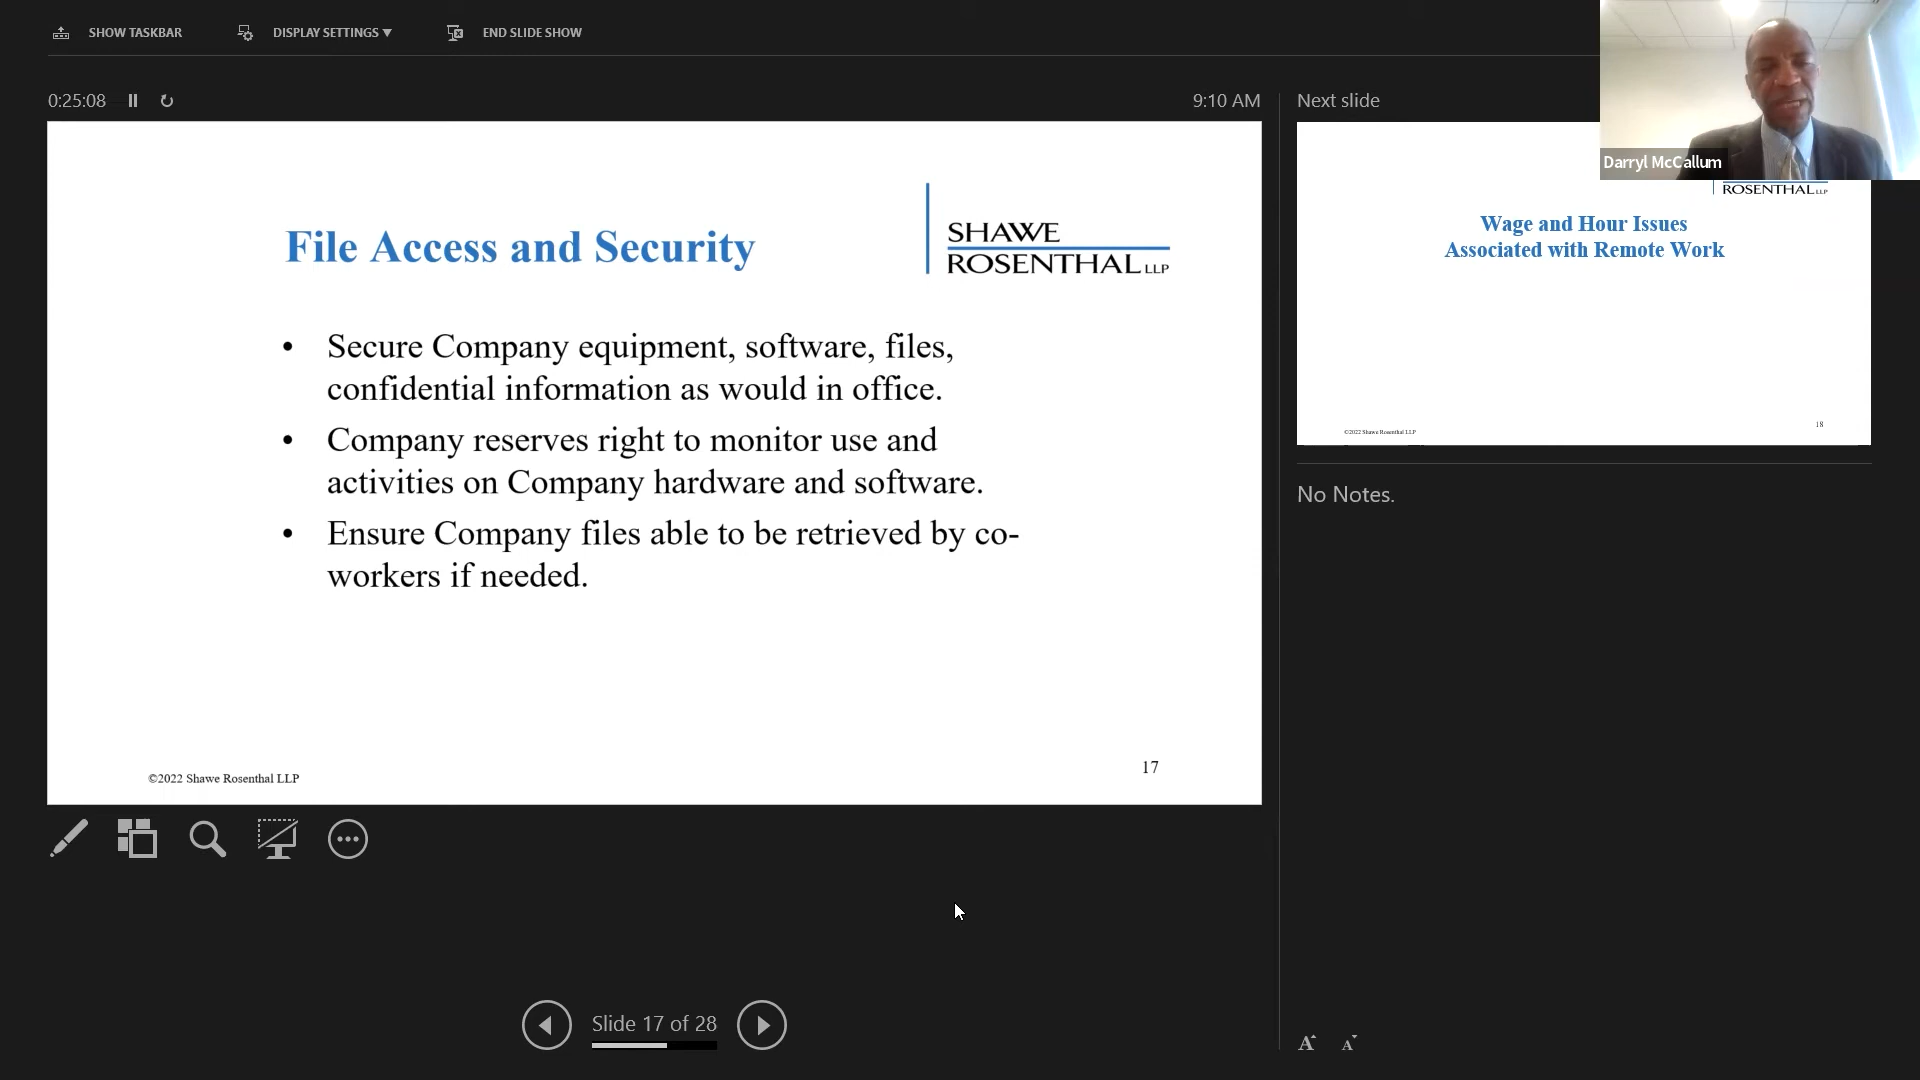 SHOW TASKBAR
DISPLAY SETTINGS ▼
END SLIDE SHOW
0:25:08
9:10 AM
Next slide
Darryl McCallum
File Access and Security
SHAWE
ROSENTHAL LLP
• Secure Company equipment, software, files,
confidential information as would in office.
• Company reserves right to monitor use and
activities on Company hardware and software.
• Ensure Company files able to be retrieved by co-
workers if needed.
©2022 Shawe Rosenthal LLP
17
ROSENTHAL LLP
Wage and Hour Issues
Associated with Remote Work
©2022 Shawe Rosenthal LLP
18
No Notes.
Slide 17 of 28
A
A